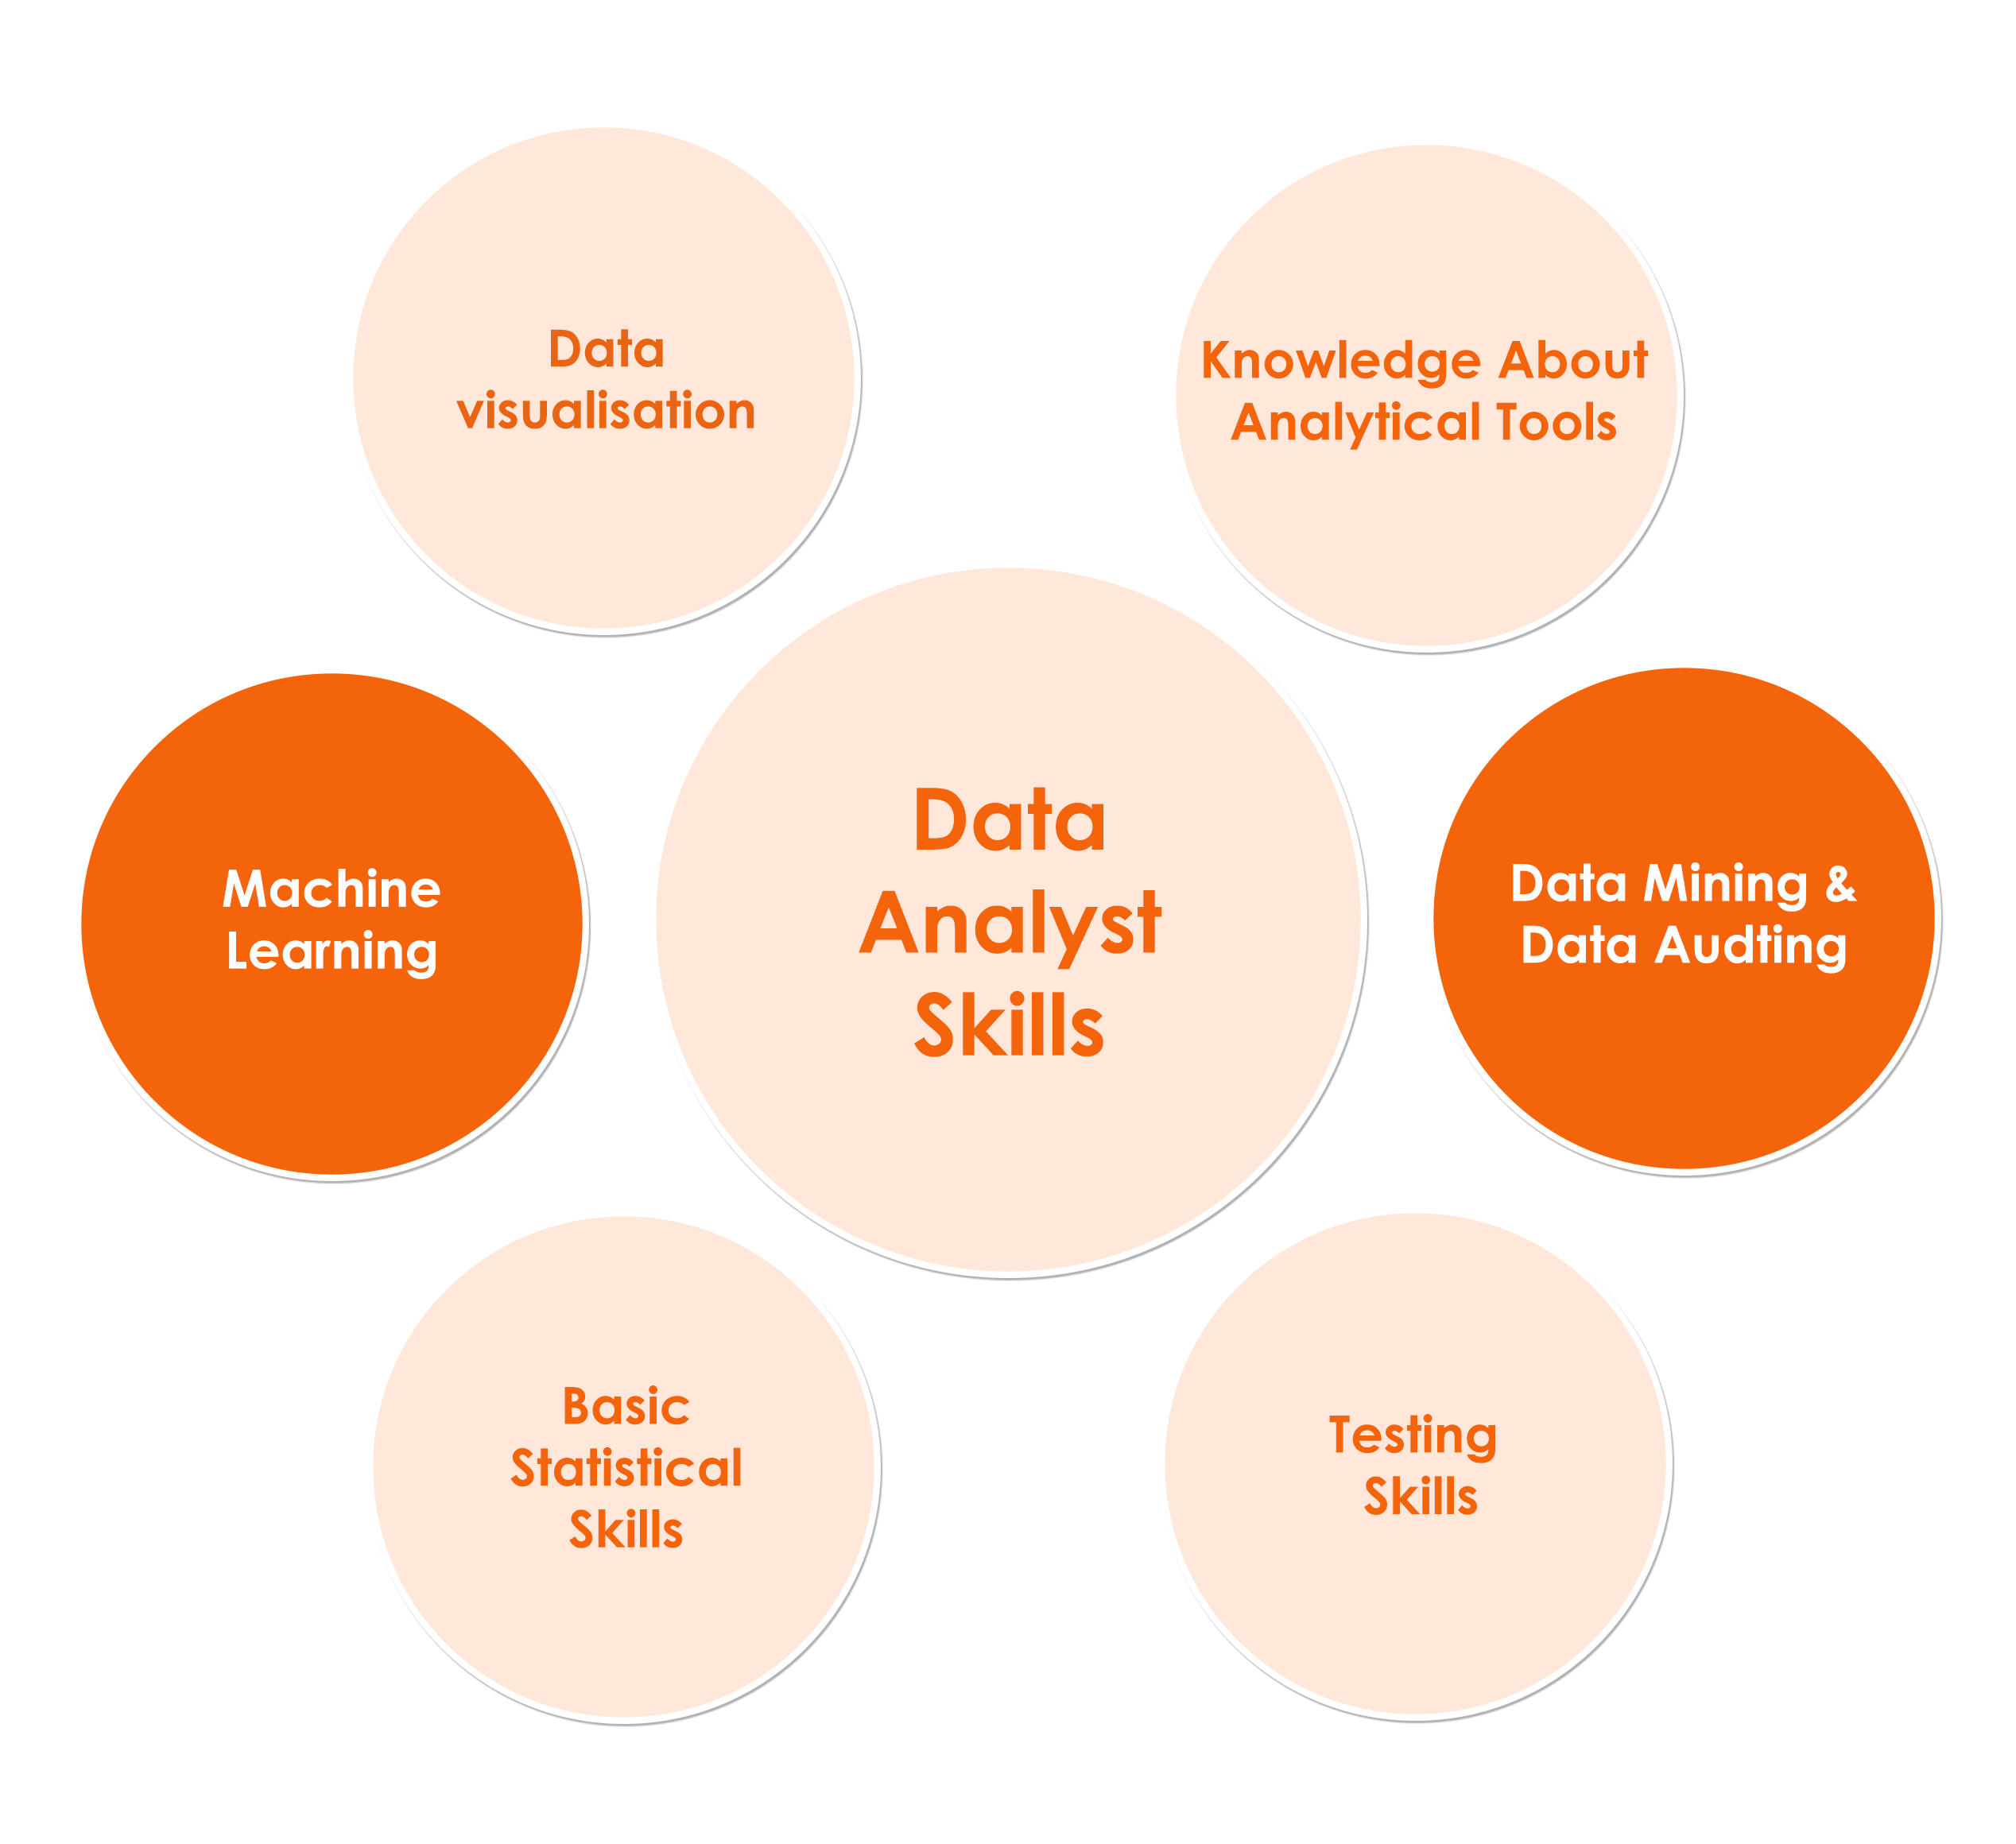 Data
visualisation
Knowledge About
Analytical Tools
Machine
Learning
Data
Analyst
Skills
Data Mining &
Data Auditing
Basic
Statistical
Skills
Testing
Skills